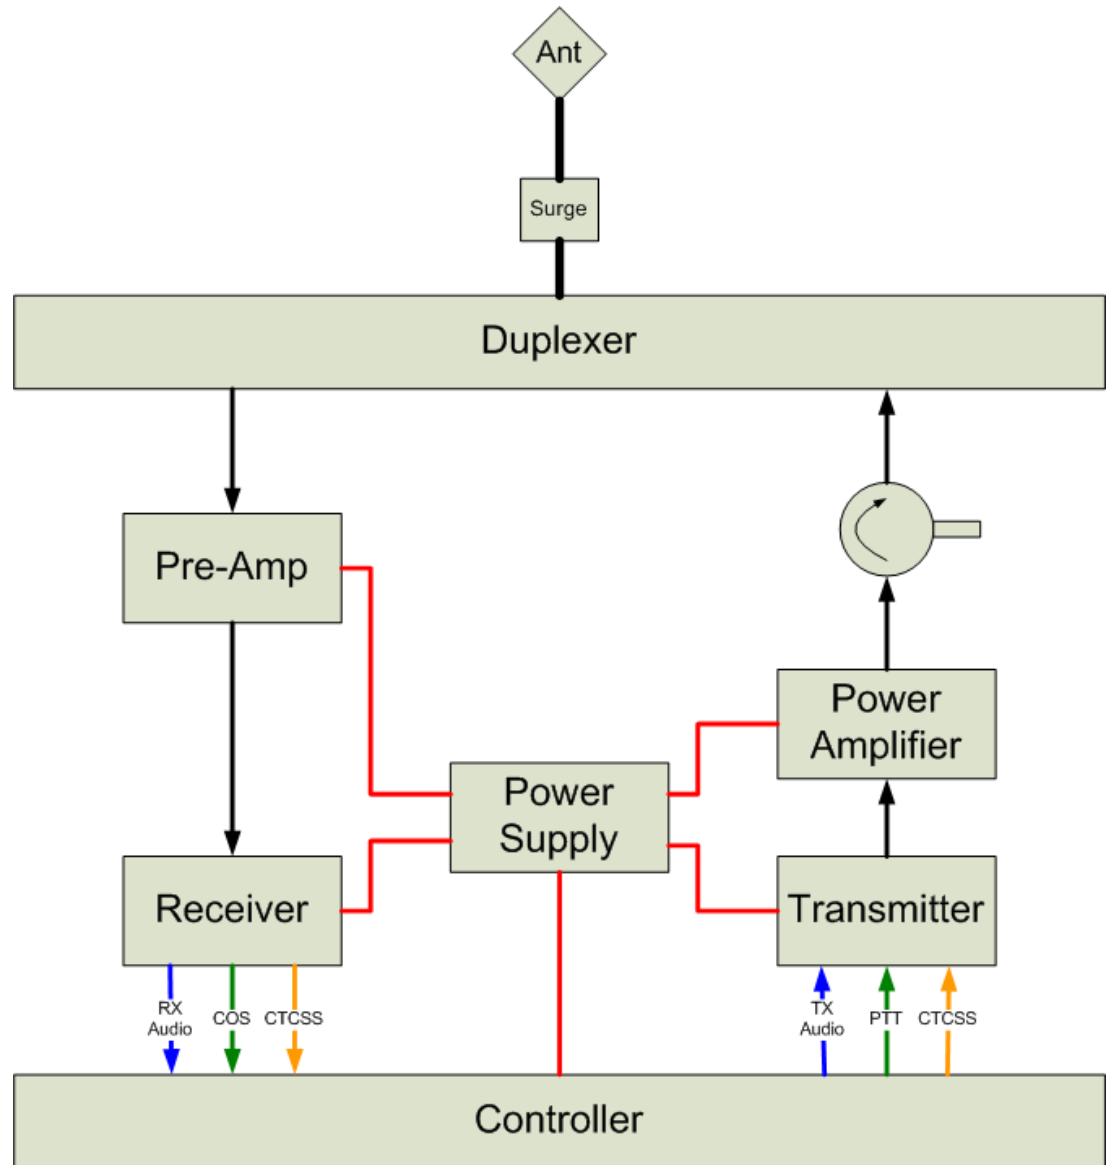 Ant
Surge
Duplexer
Pre-Amp
Power
Amplifier
Power
Supply
Receiver
Transmitter
RX
Audio
COS
CTCSS
TX
Audio
PTT
CTCSS
Controller